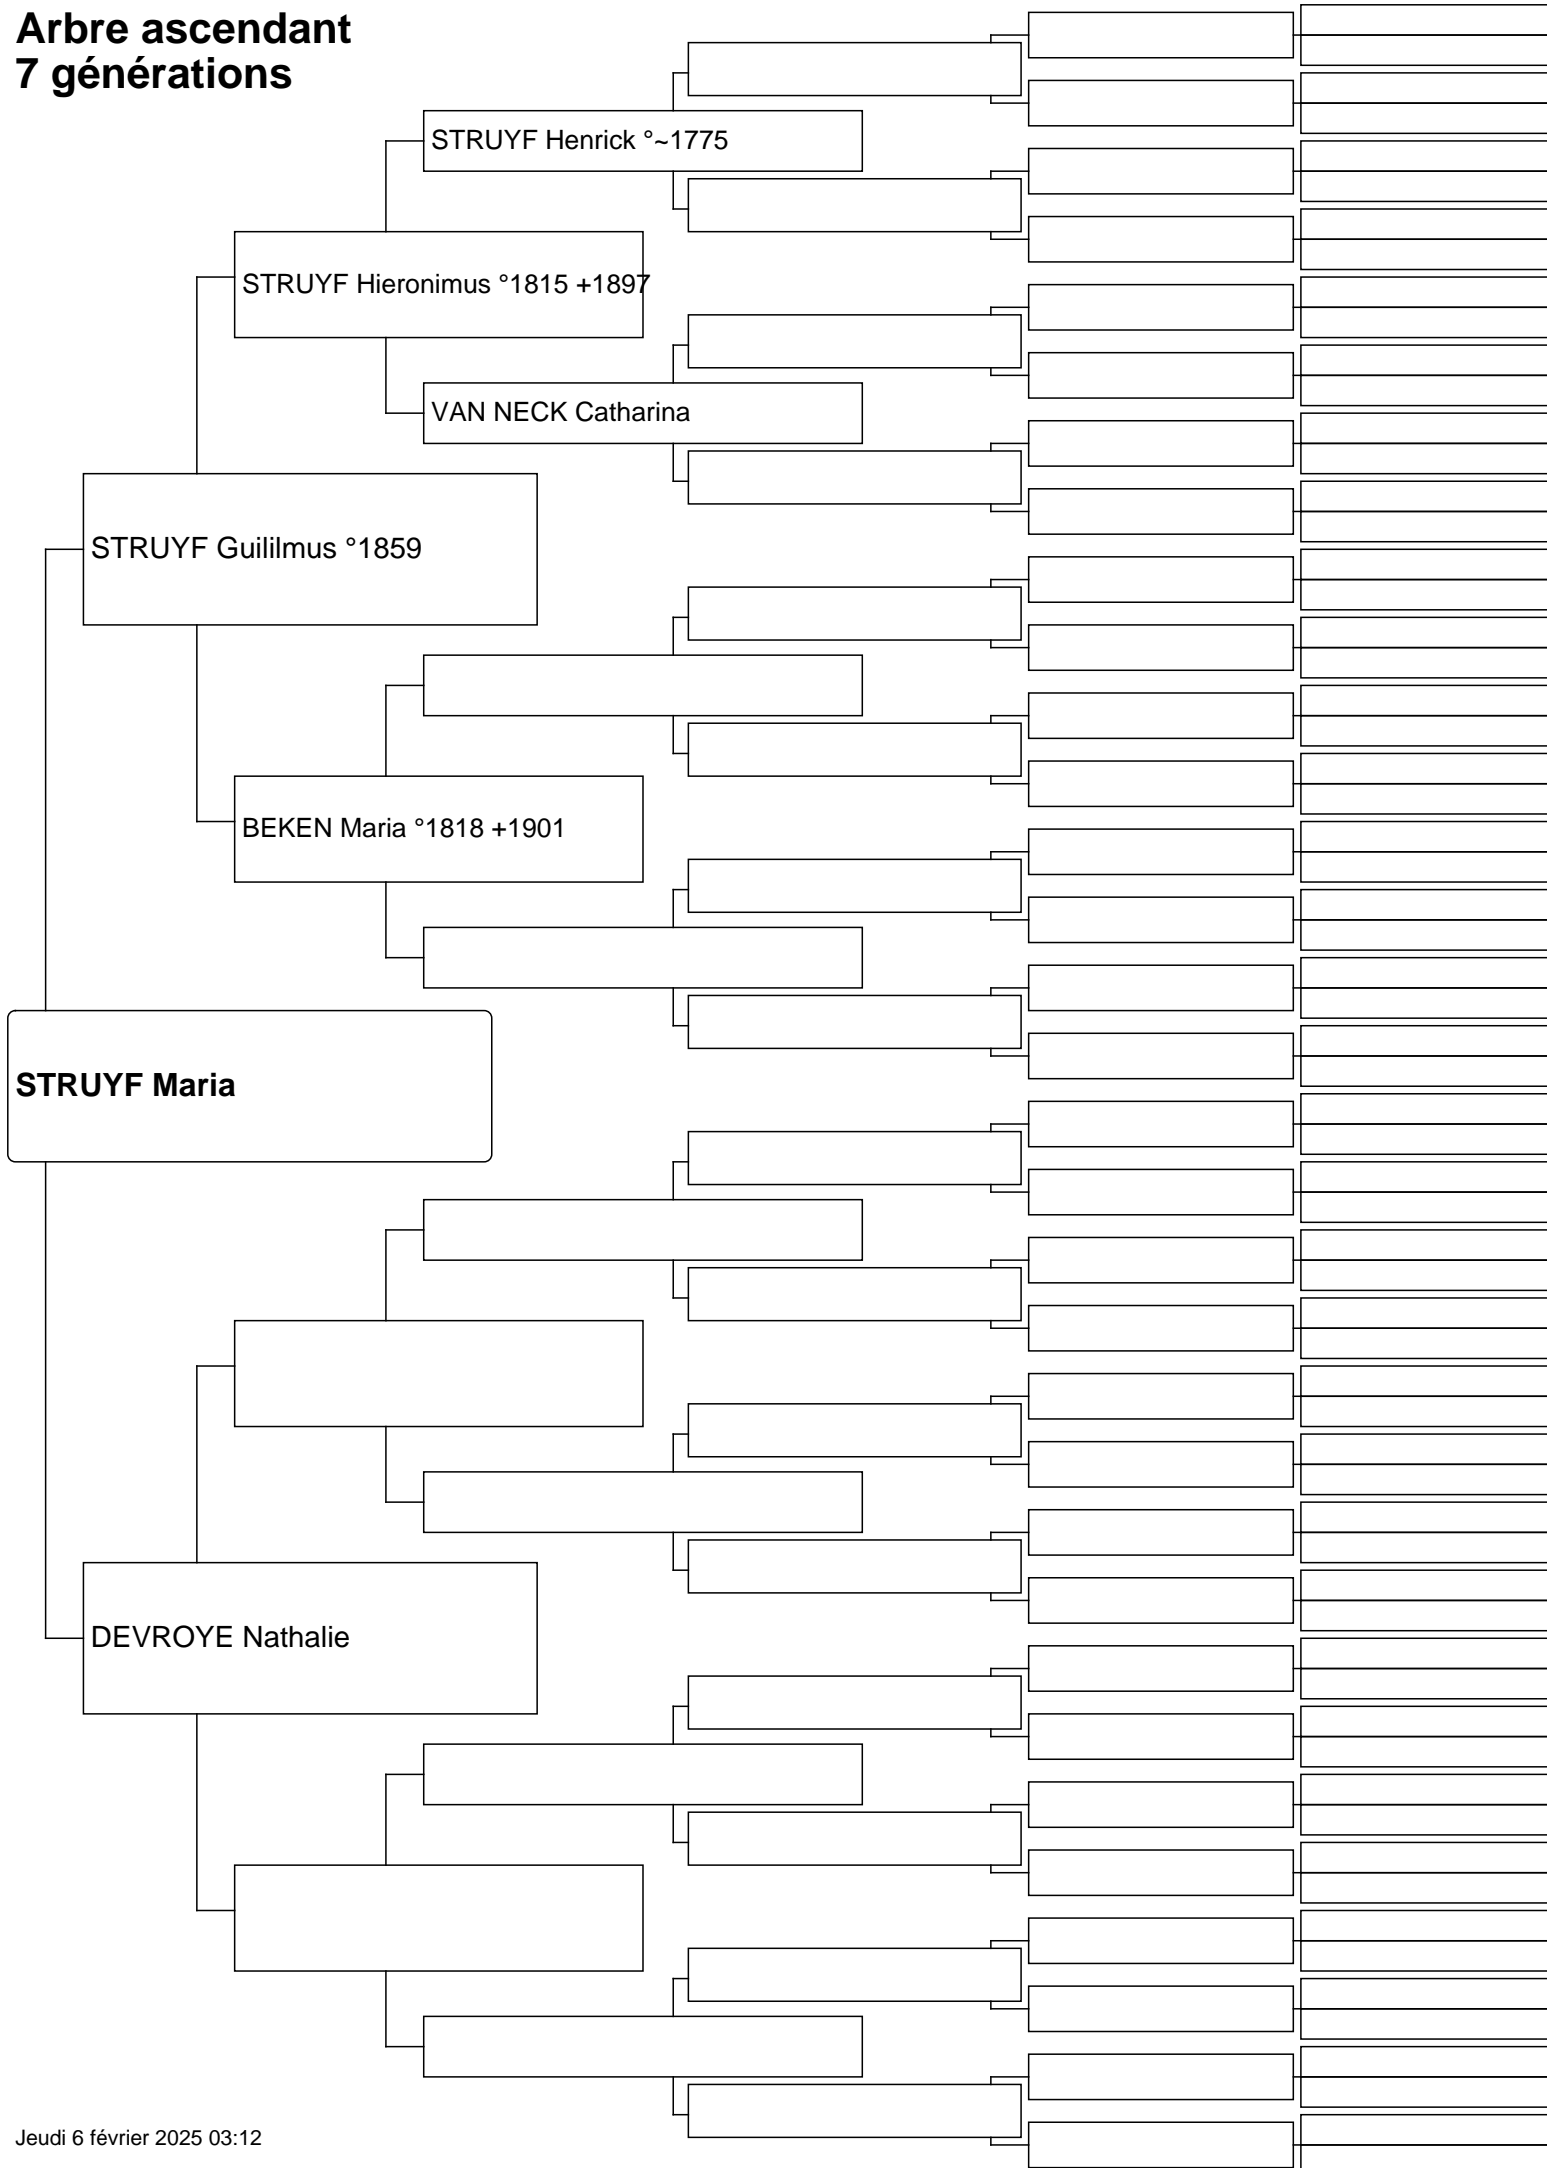 Arbre ascendant
7 générations
STRUYF Henrick °~1775
STRUYF Hieronimus °1815 +1897
VAN NECK Catharina
STRUYF Guililmus °1859
BEKEN Maria °1818 +1901
STRUYF Maria
DEVROYE Nathalie
Jeudi 6 février 2025 03:12